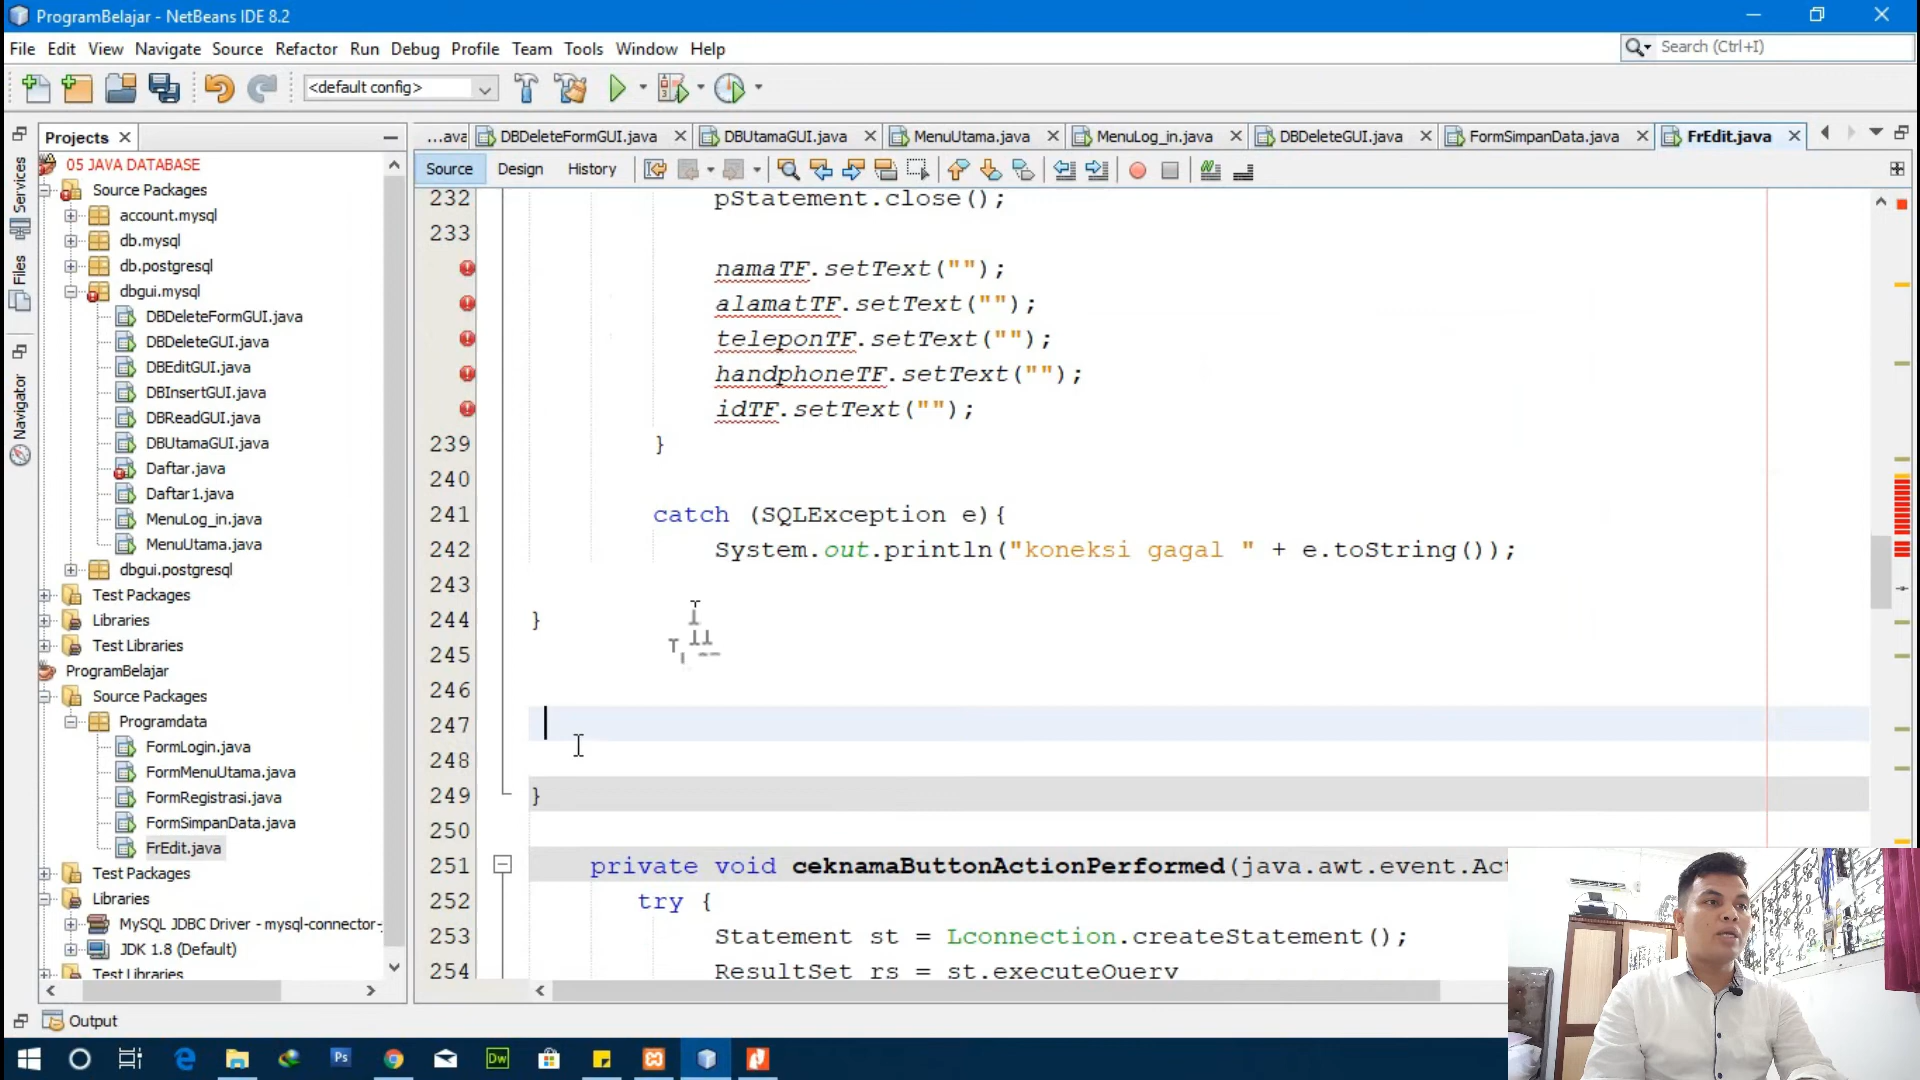 ProgramBelajar - NetBeans IDE 8.2
File Edit View Navigate Source Refactor Run Debug Profile Team Tools Window Help
Search (Ctrl+I)
<default config>
Projects
...ava DBDeleteFormGUI.java DBUtamaGUI.java MenuUtama.java MenuLog_in.java DBDeleteGUI.java FormSimpanData.java FrEdit.java
Source Design History
Services
Files
Navigator
05 JAVA DATABASE
Source Packages
account.mysql
db.mysql
db.postgresql
dbgui.mysql
DBDeleteFormGUI.java
DBDeleteGUI.java
DBEditGUI.java
DBInsertGUI.java
DBReadGUI.java
DBUtamaGUI.java
Daftar.java
Daftar1.java
MenuLog_in.java
MenuUtama.java
dbgui.postgresql
Test Packages
Libraries
Test Libraries
ProgramBelajar
Source Packages
Programdata
FormLogin.java
FormMenuUtama.java
FormRegistrasi.java
FormSimpanData.java
FrEdit.java
Test Packages
Libraries
MySQL JDBC Driver - mysql-connector-
JDK 1.8 (Default)
Test Libraries
232 pStatement.close();
233
namaTF.setText("");
alamatTF.setText("");
teleponTF.setText("");
handphoneTF.setText("");
idTF.setText("");
239 }
240
241 catch (SQLException e){
242 System.out.println("koneksi gagal " + e.toString());
243
244 }
245
246
247
248
249 }
250
251 private void ceknamaButtonActionPerformed(java.awt.event.Act
252 try {
253 Statement st = Lconnection.createStatement();
254 ResultSet rs = st.executeQuery
Output
Ps
Dw